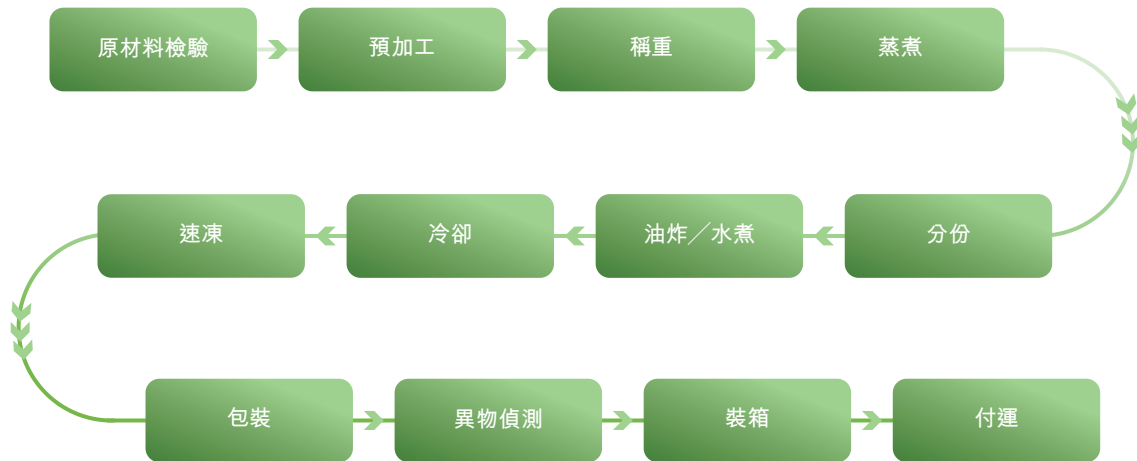 原材料檢驗
預加工
稱重
蒸煮
分份
油炸／水煮
冷卻
速凍
包裝
異物偵測
裝箱
付運